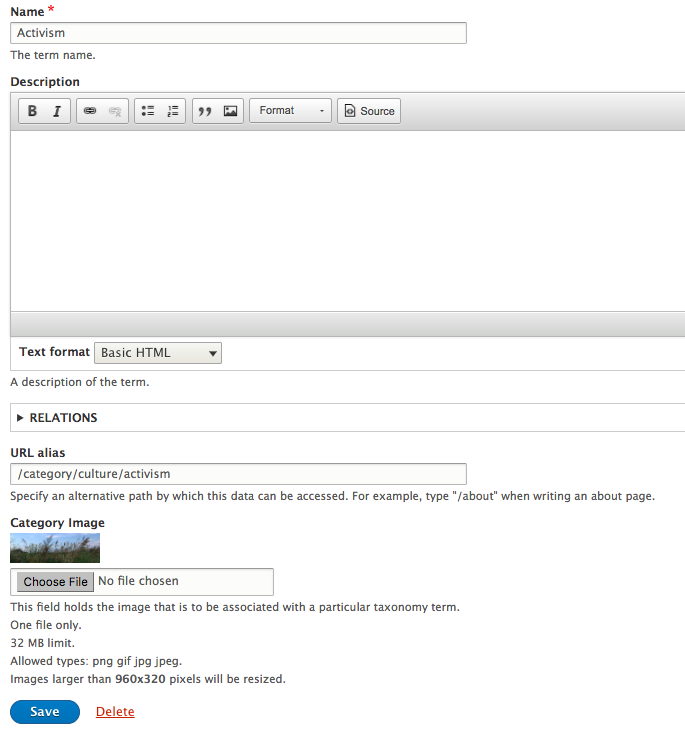 Name *
Activism
The term name.
Description
B I Format Source
Text format Basic HTML
A description of the term.
RELATIONS
URL alias
/category/culture/activism
Specify an alternative path by which this data can be accessed. For example, type "/about" when writing an about page.
Category Image
Choose File No file chosen
This field holds the image that is to be associated with a particular taxonomy term.
One file only.
32 MB limit.
Allowed types: png gif jpg jpeg.
Images larger than 960x320 pixels will be resized.
Save Delete